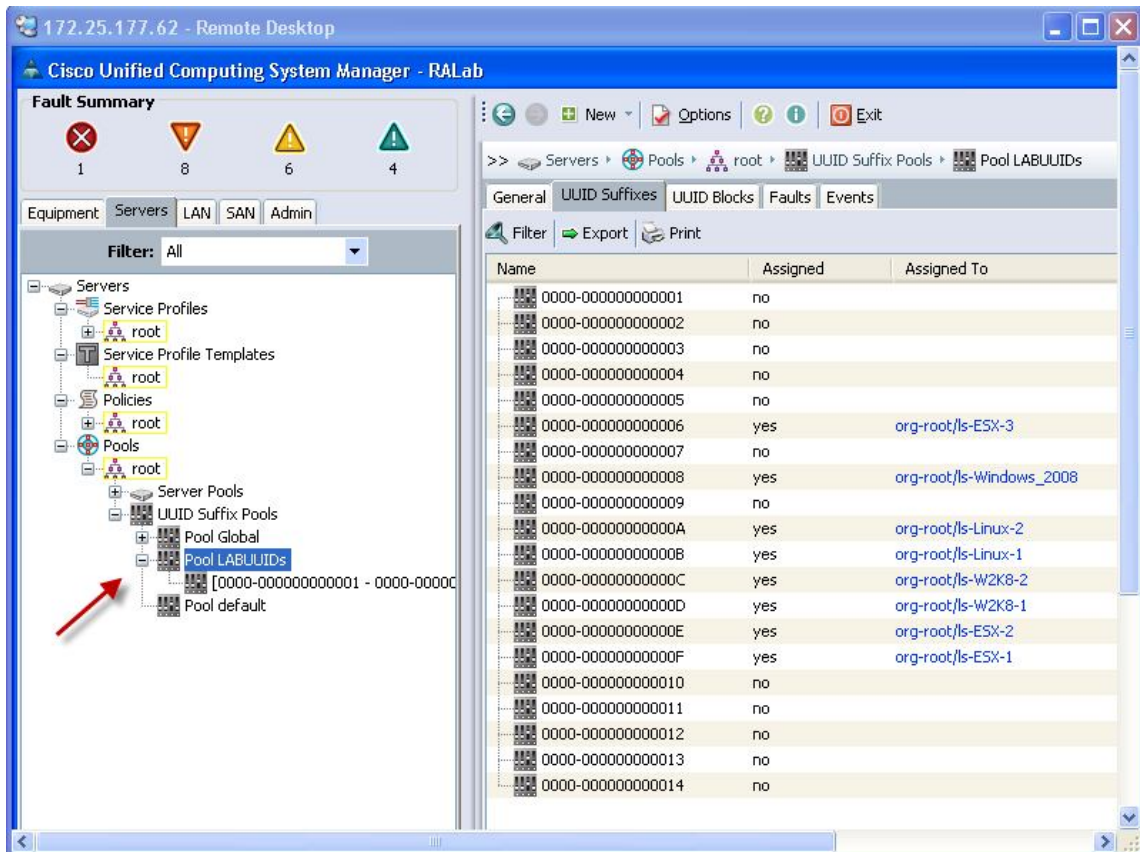 172.25.177.62 - Remote Desktop
Cisco Unified Computing System Manager - RALab
Fault Summary
1 8 6 4
Equipment Servers LAN SAN Admin
Filter: All
Servers
Service Profiles
root
Service Profile Templates
root
Policies
root
Pools
root
Server Pools
UUID Suffix Pools
Pool Global
Pool LABUUIDs
[0000-000000000001 - 0000-00000
Pool default
New Options Exit
>> Servers Pools root UUID Suffix Pools Pool LABUUIDs
General UUID Suffixes UUID Blocks Faults Events
Filter Export Print
Name Assigned Assigned To
0000-000000000001 no
0000-000000000002 no
0000-000000000003 no
0000-000000000004 no
0000-000000000005 no
0000-000000000006 yes org-root/ls-ESX-3
0000-000000000007 no
0000-000000000008 yes org-root/ls-Windows_2008
0000-000000000009 no
0000-00000000000A yes org-root/ls-Linux-2
0000-00000000000B yes org-root/ls-Linux-1
0000-00000000000C yes org-root/ls-W2K8-2
0000-00000000000D yes org-root/ls-W2K8-1
0000-00000000000E yes org-root/ls-ESX-2
0000-00000000000F yes org-root/ls-ESX-1
0000-000000000010 no
0000-000000000011 no
0000-000000000012 no
0000-000000000013 no
0000-000000000014 no